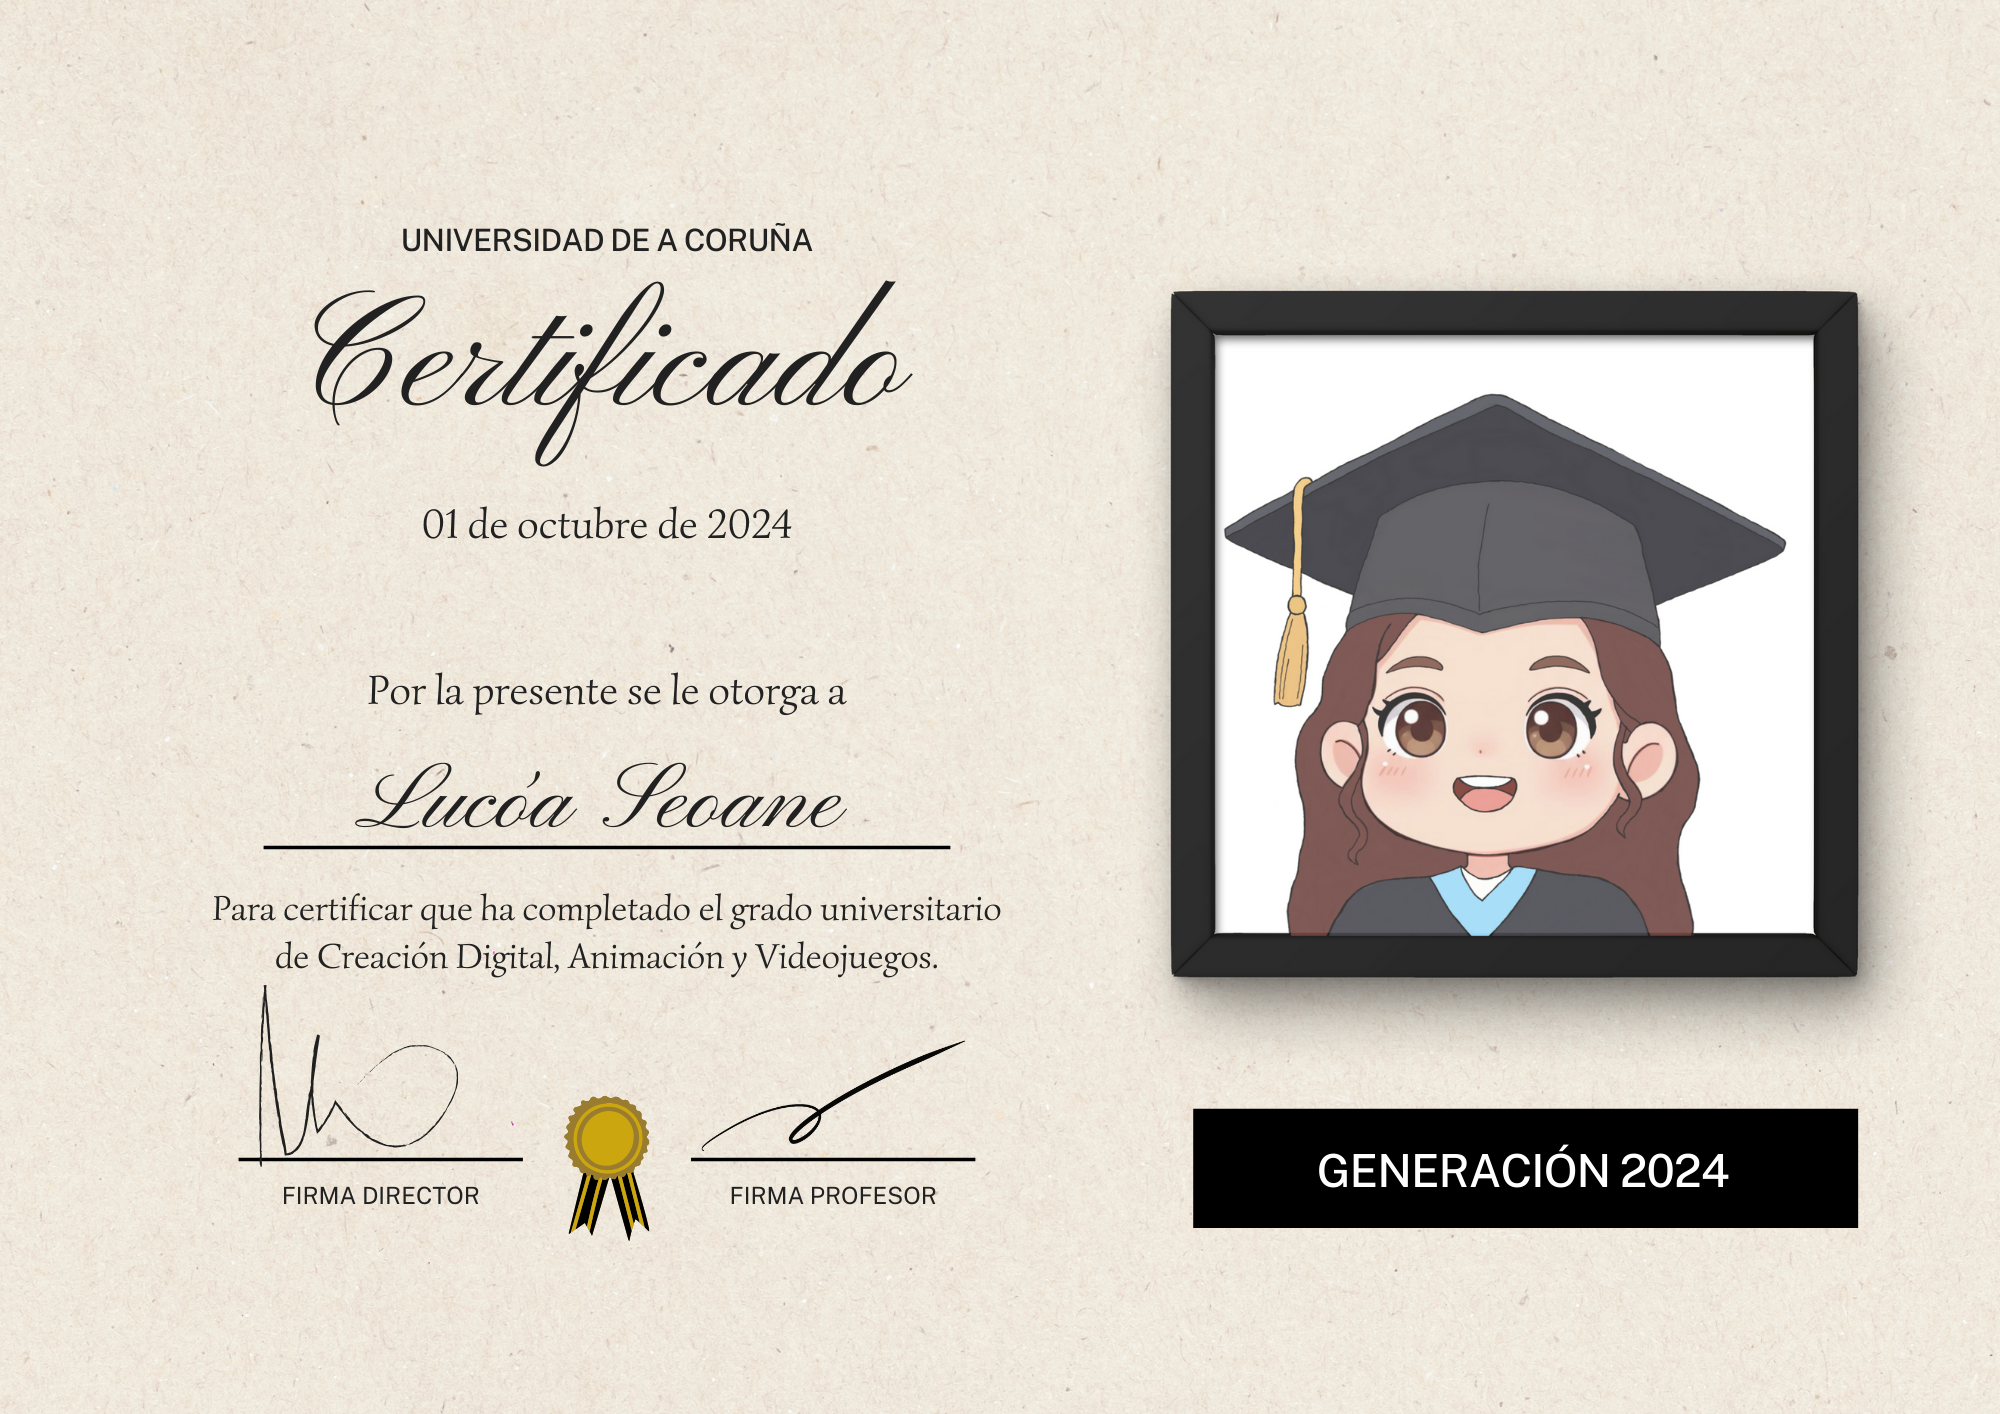 UNIVERSIDAD DE A CORUÑA
Certificado
01 de octubre de 2024
Por la presente se le otorga a
Lucóa Seoane
Para certificar que ha completado el grado universitario
de Creación Digital, Animación y Videojuegos.
FIRMA DIRECTOR
FIRMA PROFESOR
GENERACIÓN 2024